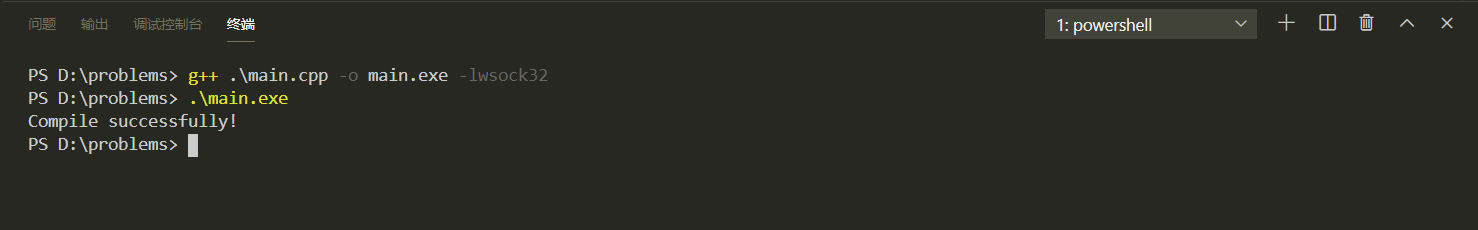 问题 输出 调试控制台 终端 1: powershell
PS D:\problems> g++ .\main.cpp -o main.exe -lwsock32
PS D:\problems> .\main.exe
Compile successfully!
PS D:\problems>